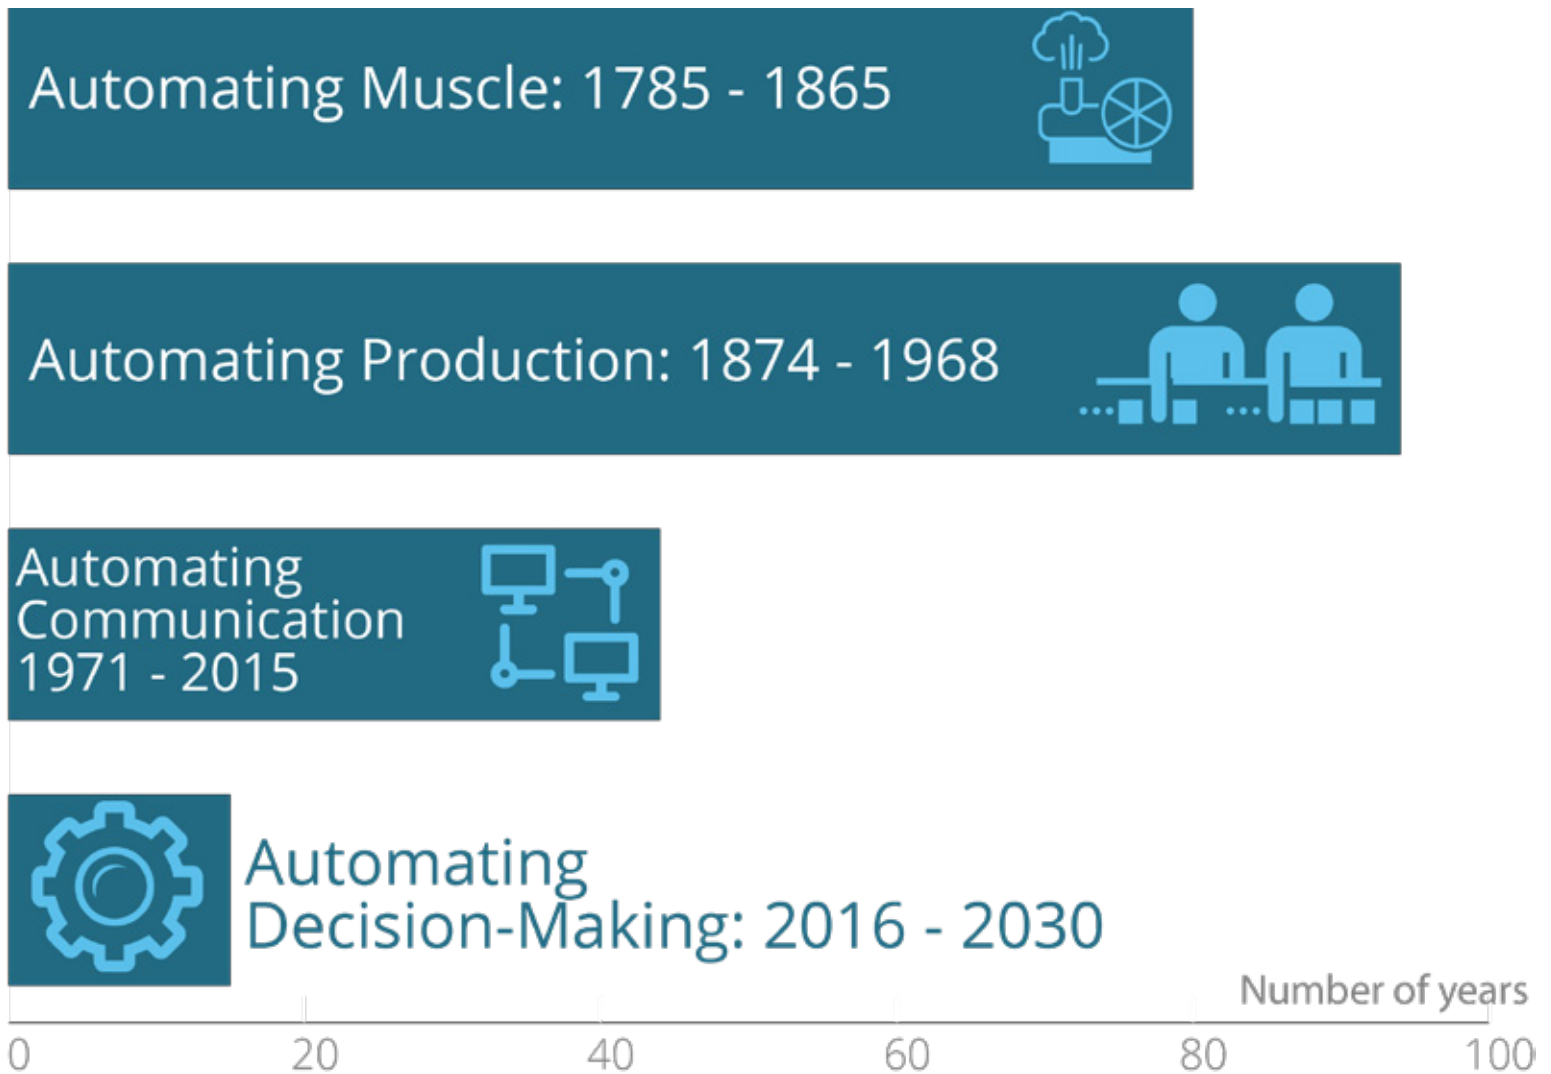 Automating Muscle: 1785 - 1865
Automating Production: 1874 - 1968
Automating
Communication
1971 - 2015
Automating
Decision-Making: 2016 - 2030
Number of years
0 20 40 60 80 100